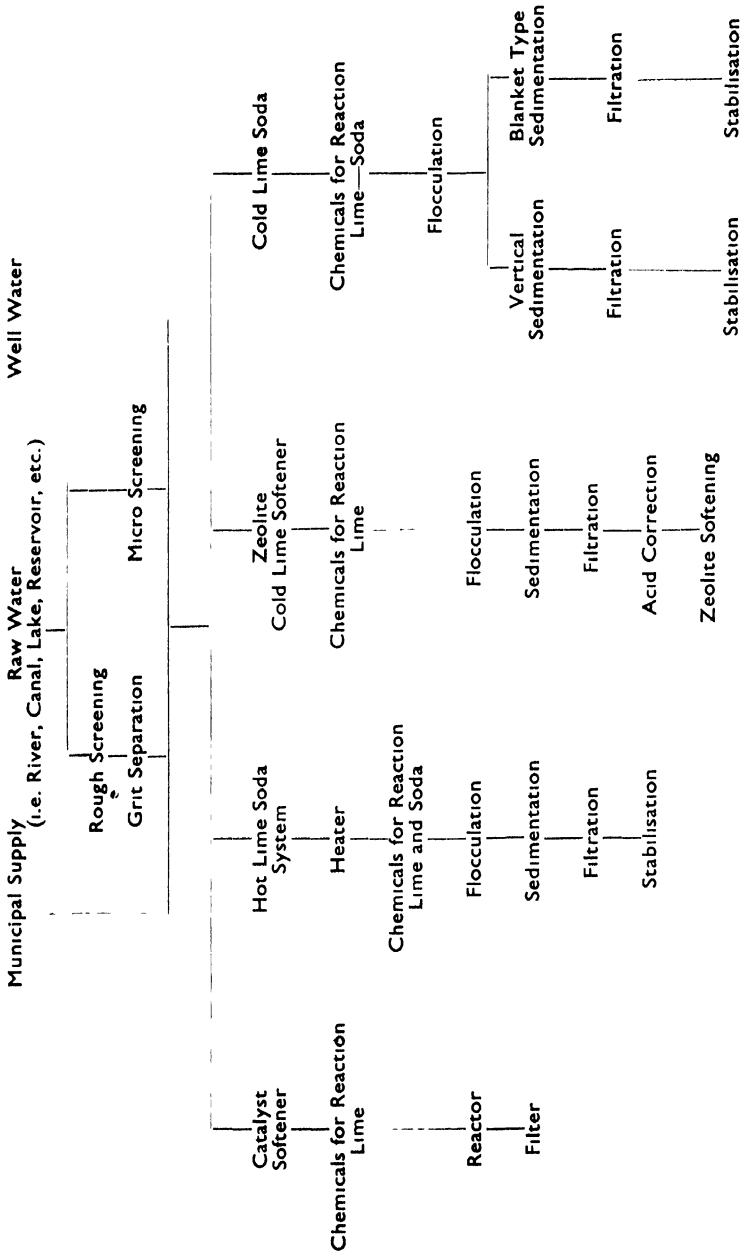 Municipal Supply
Raw Water
Well Water
(i.e. River, Canal, Lake, Reservoir, etc.)
Rough Screening
Grit Separation
Micro Screening
Catalyst
Softener
Chemicals for Reaction
Lime
Reactor
Filter
Hot Lime Soda
System
Heater
Chemicals for Reaction
Lime and Soda
Flocculation
Sedimentation
Filtration
Stabilisation
Zeolite
Cold Lime Softener
Chemicals for Reaction
Lime
Flocculation
Sedimentation
Filtration
Acid Correction
Zeolite Softening
Cold Lime Soda
Chemicals for Reaction
Lime—Soda
Flocculation
Vertical
Sedimentation
Filtration
Stabilisation
Blanket Type
Sedimentation
Filtration
Stabilisation